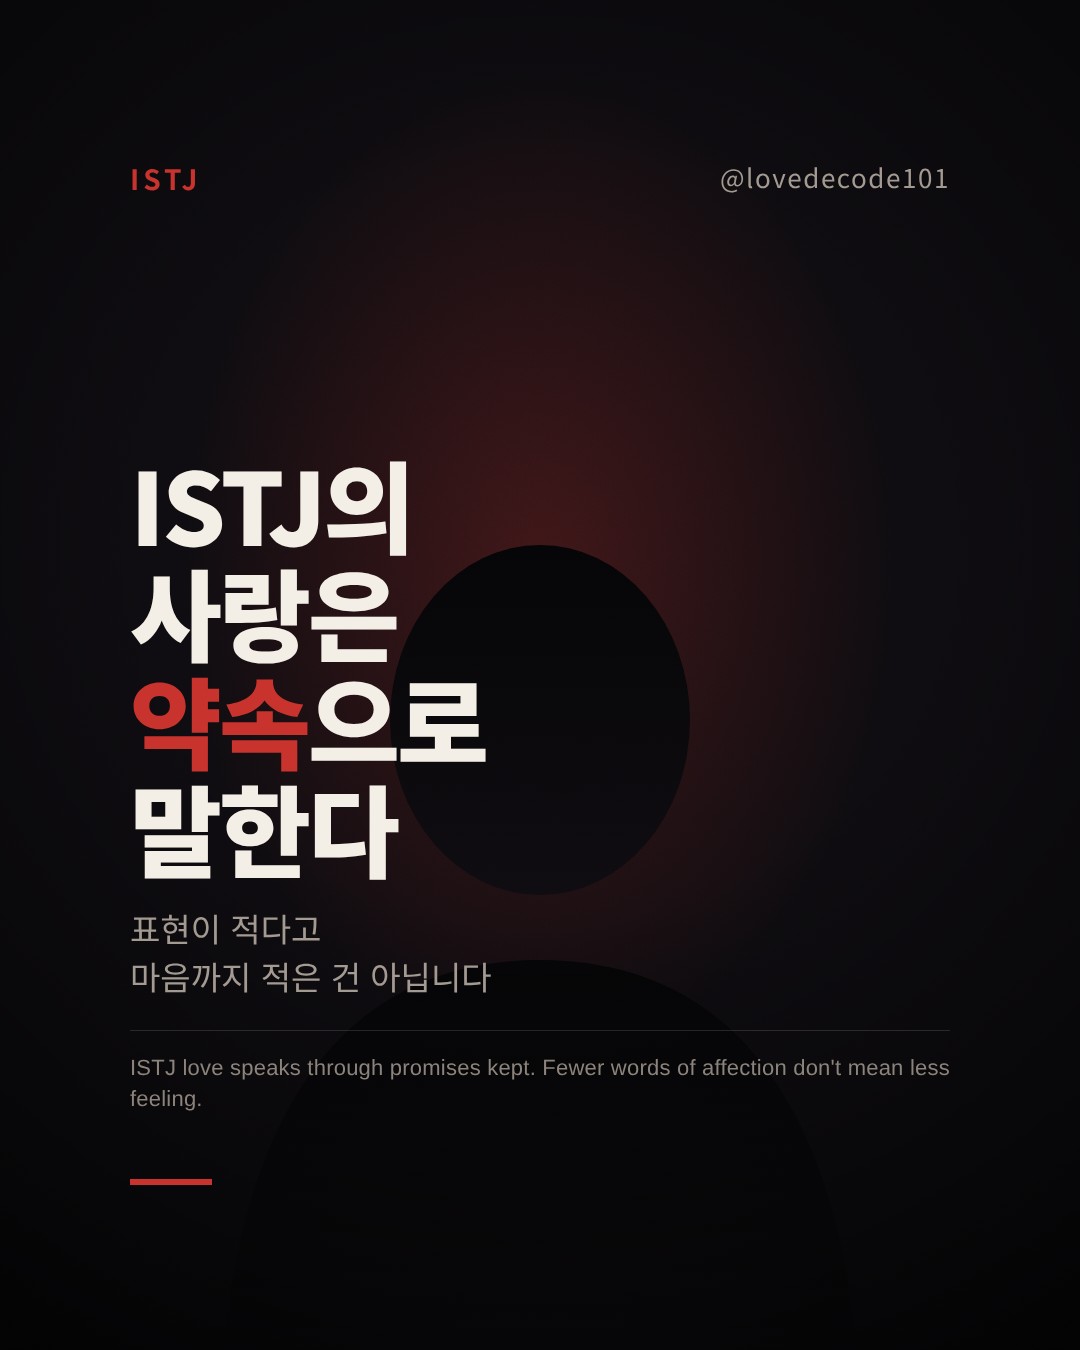 ISTJ
@lovedecode101
ISTJ의
사랑은
약속으로
말한다
표현이 적다고
마음까지 적은 건 아닙니다
ISTJ love speaks through promises kept. Fewer words of affection don't mean less
feeling.